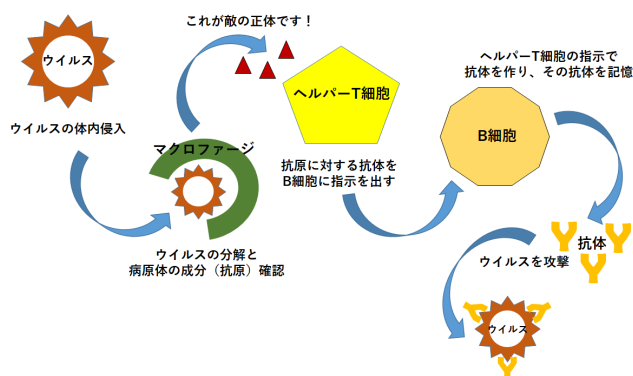 ウイルス
ウイルスの体内侵入
これが敵の正体です！
マクロファージ
ウイルスの分解と
病原体の成分（抗原）確認
ヘルパーT細胞
抗原に対する抗体を
B細胞に指示を出す
ヘルパーT細胞の指示で
抗体を作り、その抗体を記憶
B細胞
抗体
ウイルスを攻撃
ウイルス